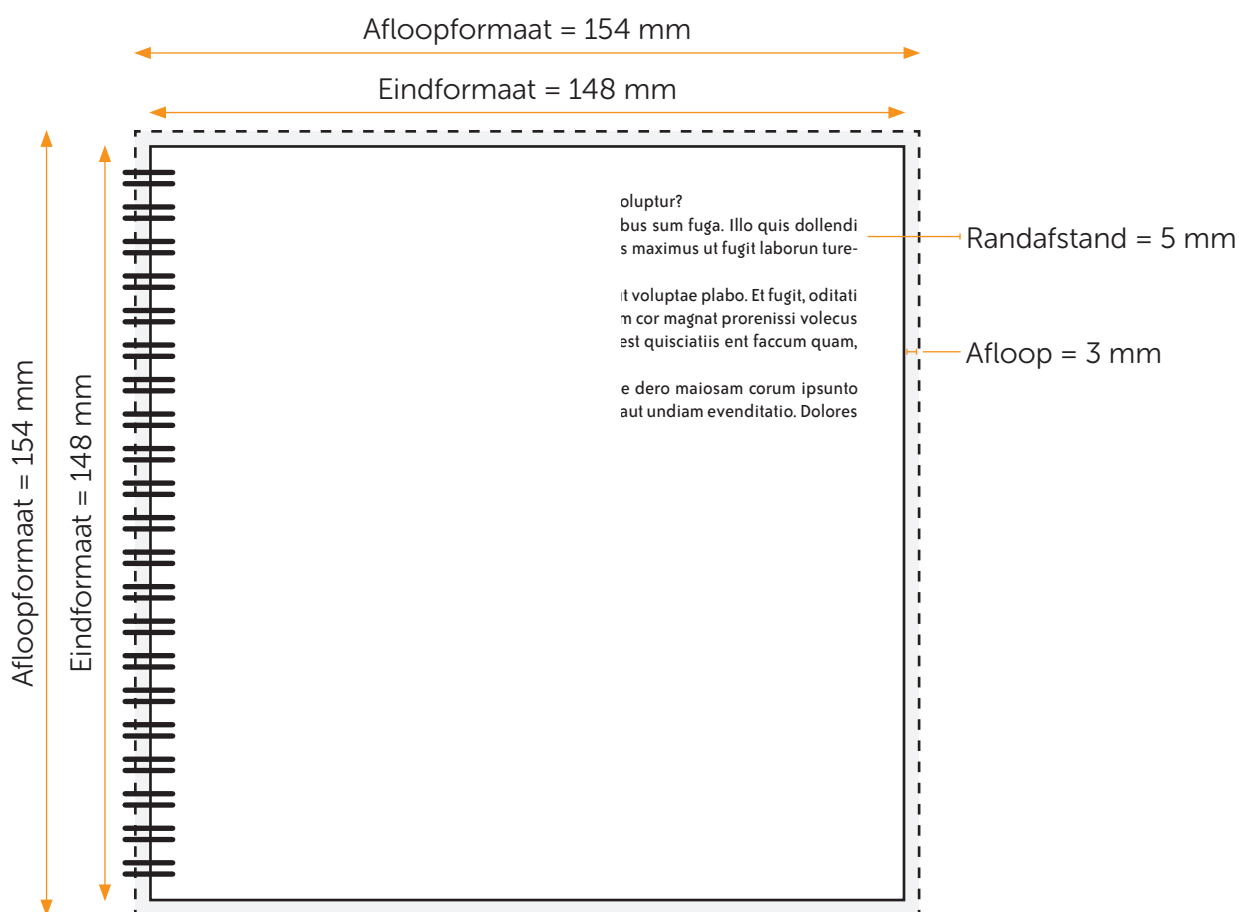 Afloopformaat = 154 mm
Eindformaat = 148 mm
Afloopformaat = 154 mm
Eindformaat = 148 mm
oluptur?
bus sum fuga. Illo quis dollendi
s maximus ut fugit laborun ture-
t voluptae plabo. Et fugit, oditati
m cor magnat prorenissi volecus
est quisciatiis ent faccum quam,
e dero maiosam corum ipsunto
aut undiam evenditatio. Dolores
Randafstand = 5 mm
Afloop = 3 mm